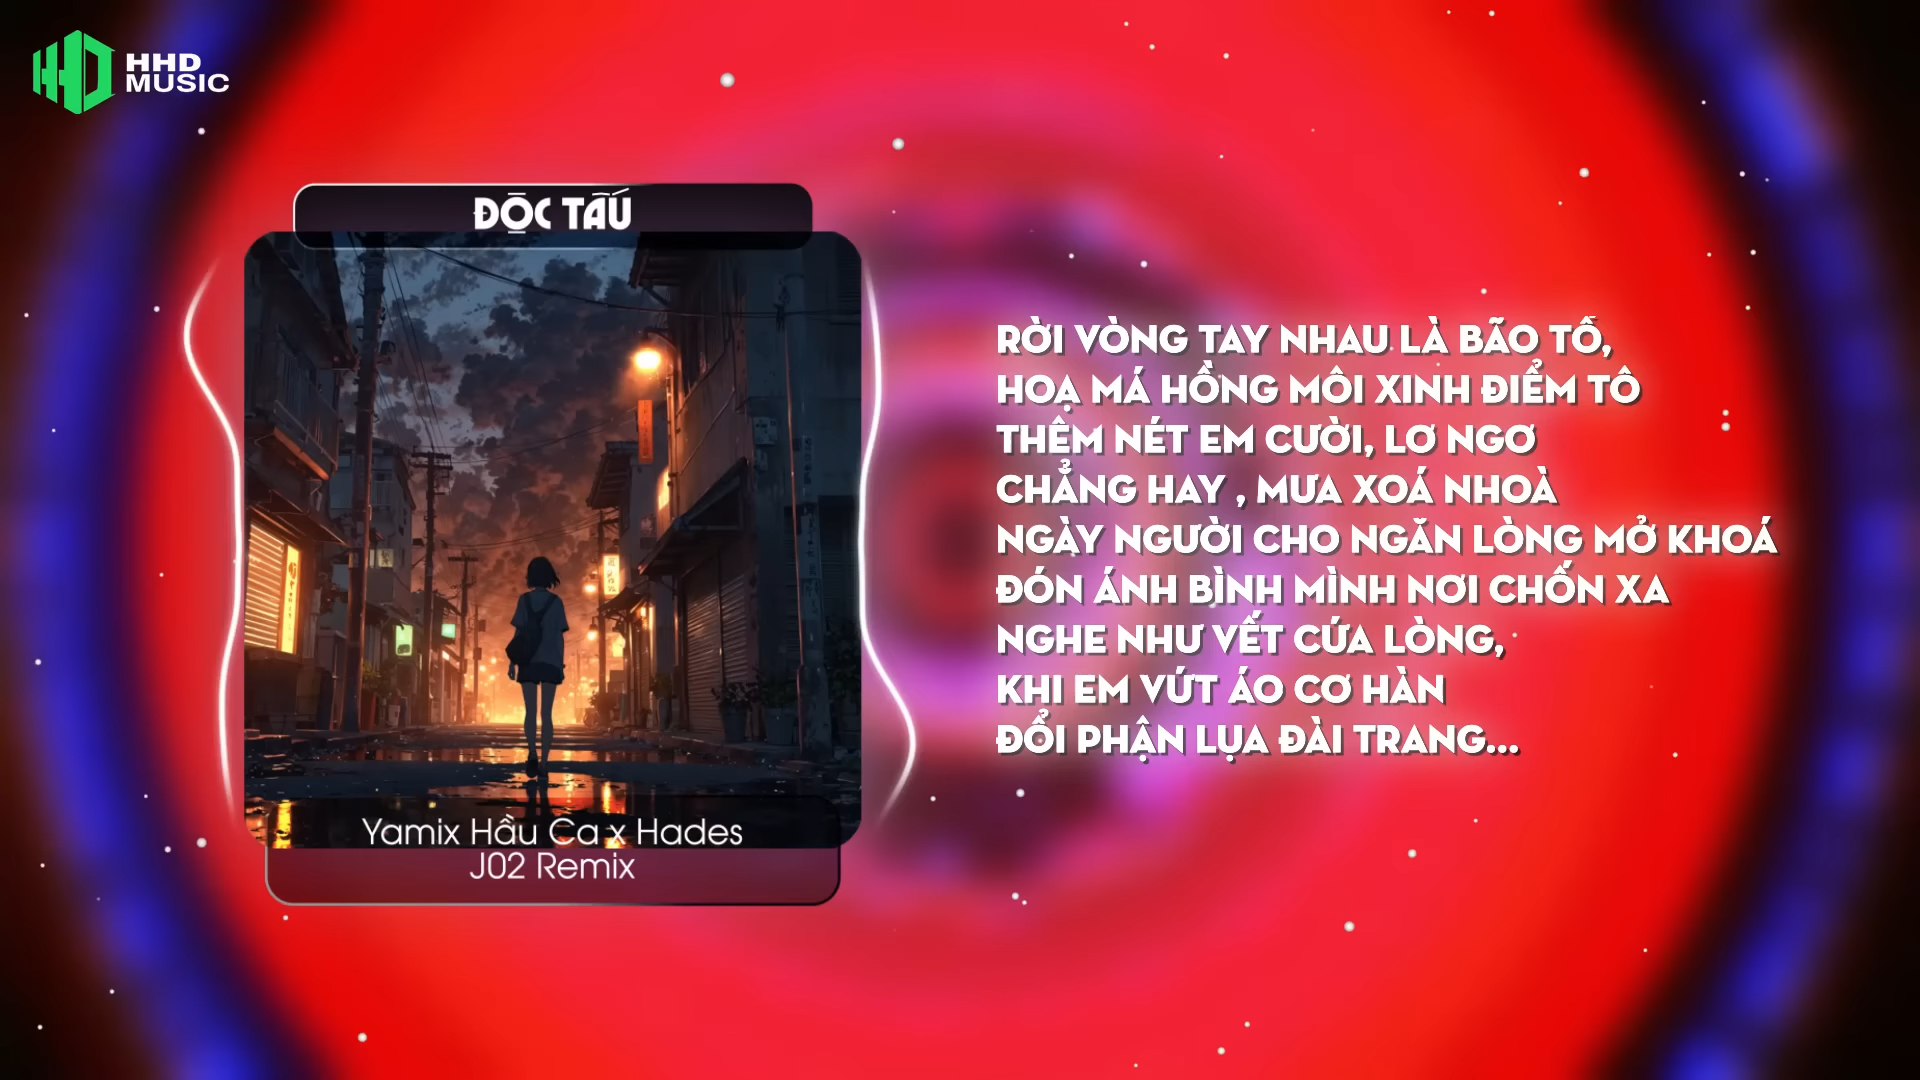 HHD
MUSIC
ĐỘC TẤU
Yamix Hầu Ca x Hades
J02 Remix
RỜI VÒNG TAY NHAU LÀ BÃO TỐ,
HOẠ MÁ HỒNG MÔI XINH ĐIỂM TÔ
THÊM NÉT EM CƯỜI, LƠ NGƠ
CHẲNG HAY , MƯA XOÁ NHOÀ
NGÀY NGƯỜI CHO NGĂN LÒNG MỞ KHOÁ
ĐÓN ÁNH BÌNH MÌNH NƠI CHỐN XA
NGHE NHƯ VẾT CỨA LÒNG,
KHI EM VỨT ÁO CƠ HÀN
ĐỔI PHẬN LỤA ĐÀI TRANG...